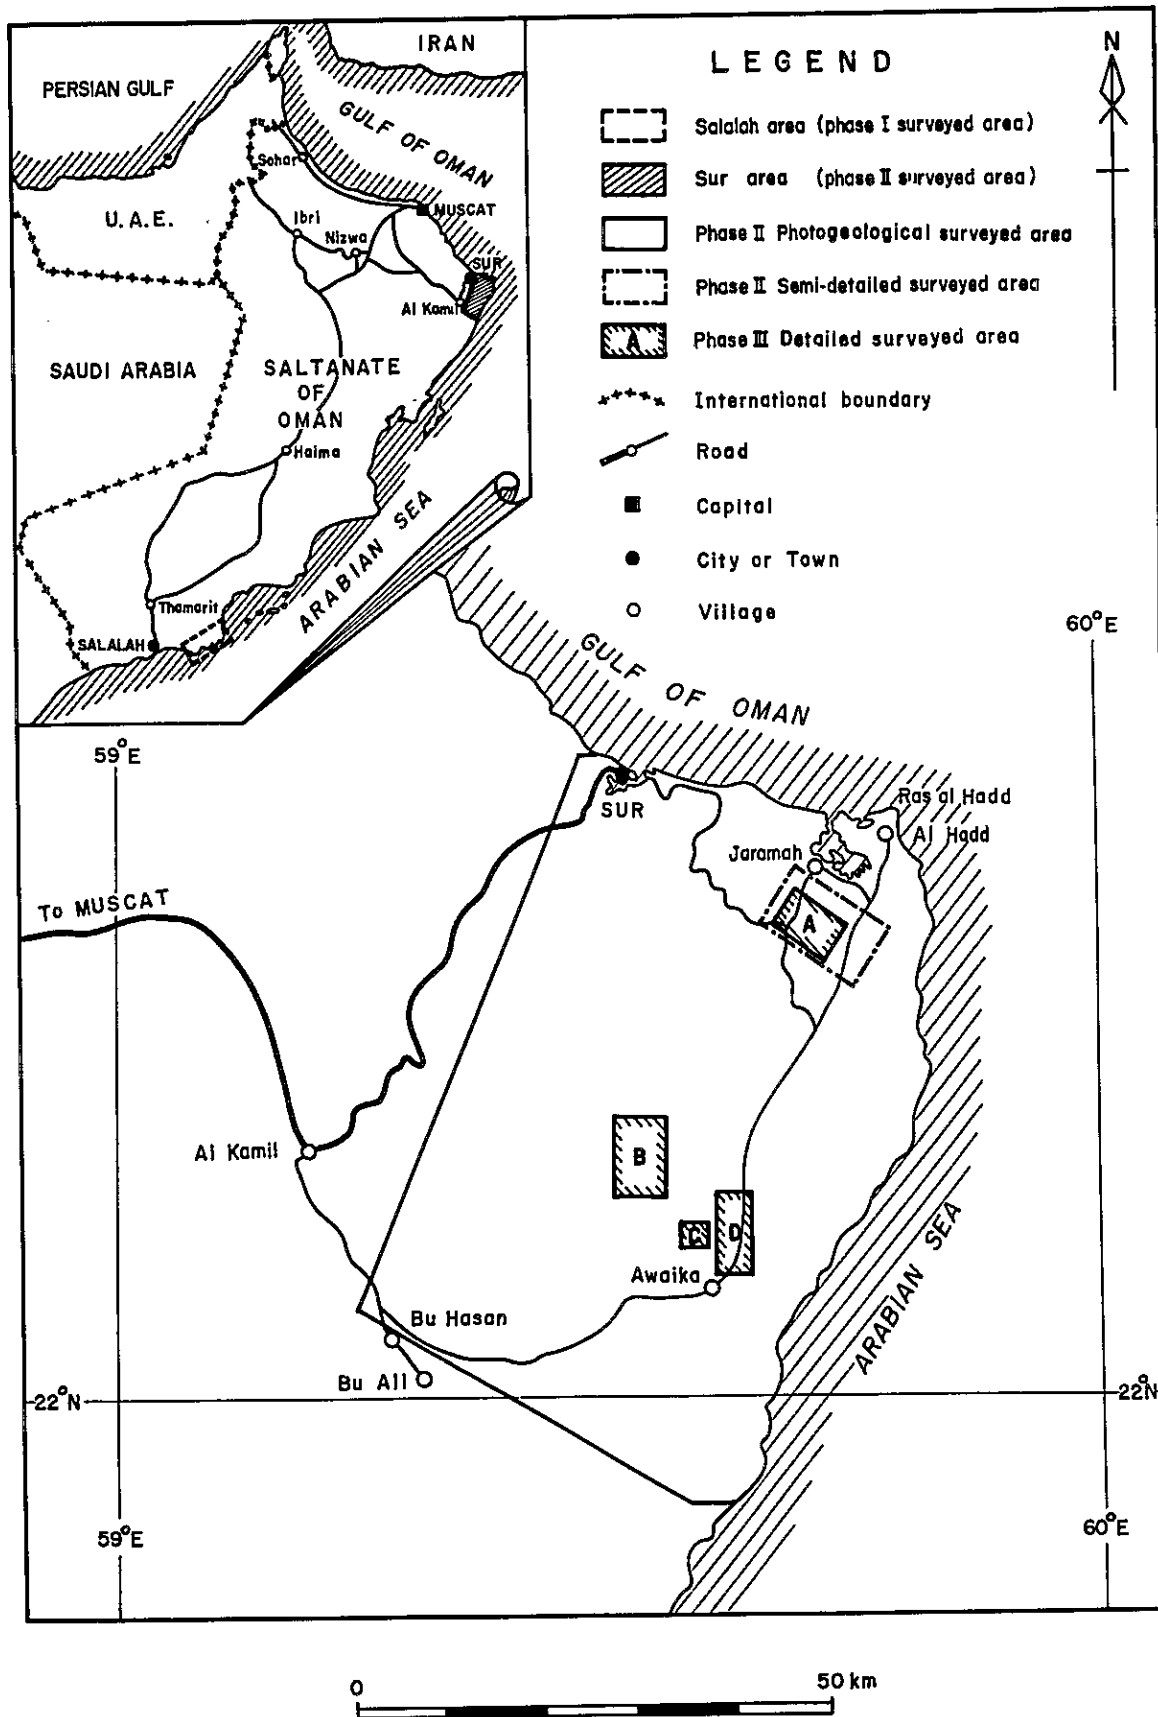 IRAN
PERSIAN GULF
GULF OF OMAN
Sohar
U.A.E.
MUSCAT
Ibri
Nizwa
SUR
Al Kamil
SAUDI ARABIA
SALTANATE
OF
OMAN
Haima
ARABIAN SEA
Thamarit
SALALAH
LEGEND
N
Salalah area (phase I surveyed area)
Sur area (phase II surveyed area)
Phase II Photogeological surveyed area
Phase II Semi-detailed surveyed area
A Phase III Detailed surveyed area
International boundary
Road
Capital
City or Town
Village
60°E
GULF OF OMAN
59°E
SUR
Ras al Hadd
Al Hadd
Jaramah
To MUSCAT
A
Al Kamil
B
C
D
Awaika
ARABIAN SEA
Bu Hasan
Bu Ali
22°N
22°N
59°E
60°E
0
50 km